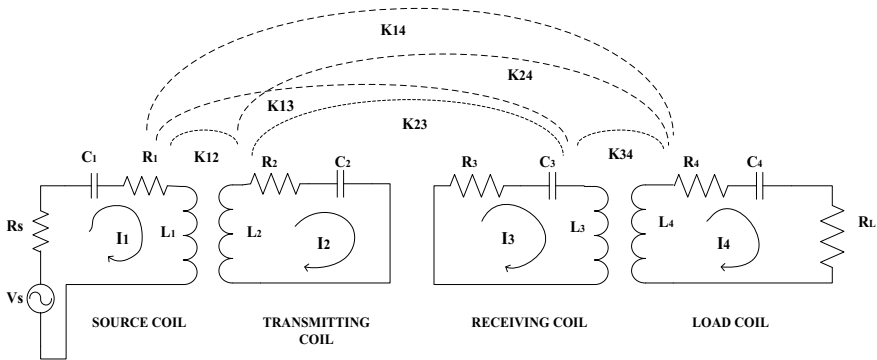 K14
K24
K13
K23
K12
K34
C1
R1
R2
C2
R3
C3
R4
C4
Rs
I1
L1
L2
I2
I3
L3
L4
I4
RL
Vs
SOURCE COIL
TRANSMITTING
COIL
RECEIVING COIL
LOAD COIL